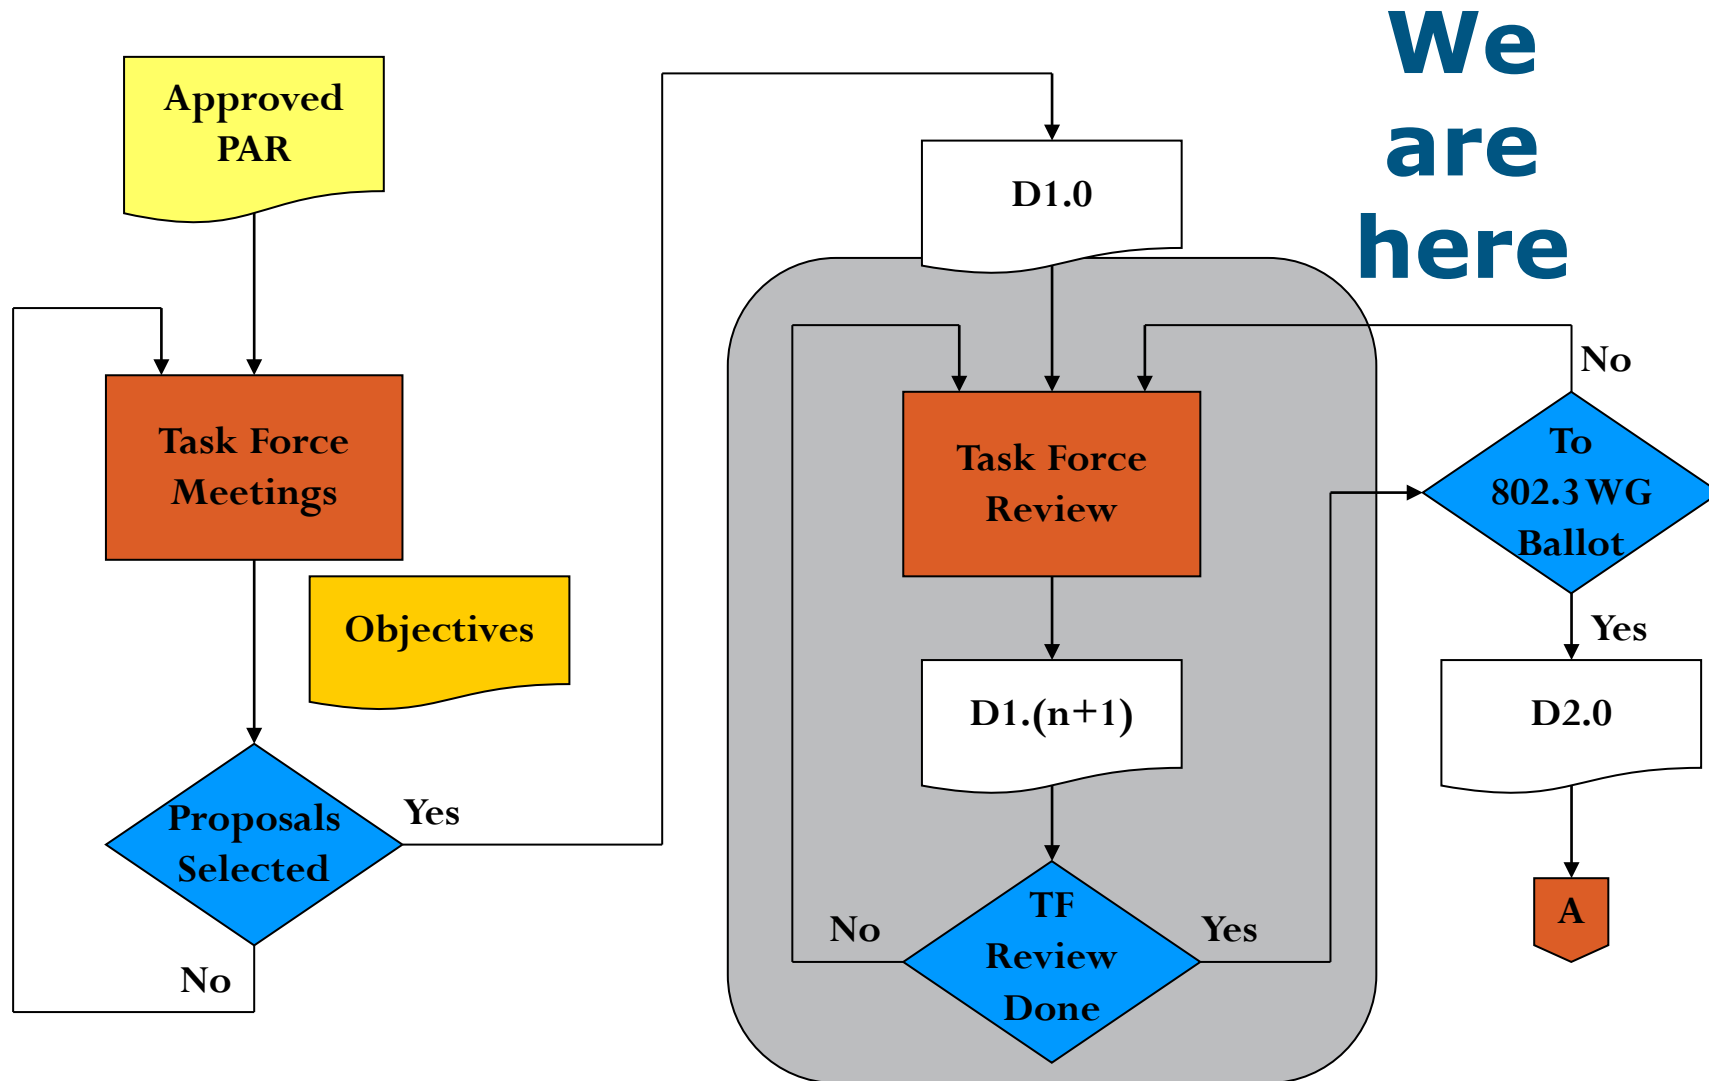 We
are
here
Approved
PAR
Task Force
Meetings
Objectives
Proposals
Selected
Yes
No
D1.0
Task Force
Review
D1.(n+1)
TF
Review
Done
No
Yes
To
802.3 WG
Ballot
No
Yes
D2.0
A